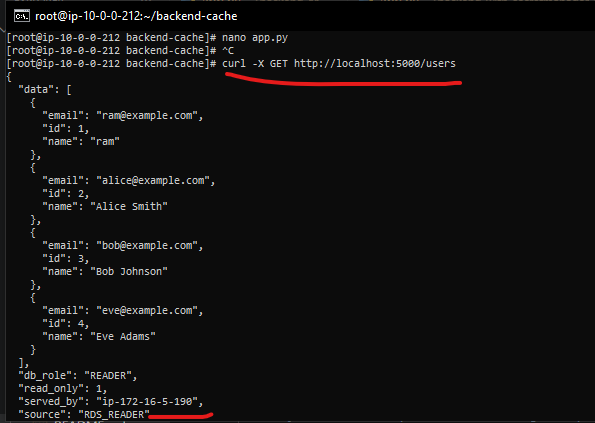 root@ip-10-0-0-212:~/backend-cache
[root@ip-10-0-0-212 backend-cache]# nano app.py
[root@ip-10-0-0-212 backend-cache]# ^C
[root@ip-10-0-0-212 backend-cache]# curl -X GET http://localhost:5000/users
{
  "data": [
    {
      "email": "ram@example.com",
      "id": 1,
      "name": "ram"
    },
    {
      "email": "alice@example.com",
      "id": 2,
      "name": "Alice Smith"
    },
    {
      "email": "bob@example.com",
      "id": 3,
      "name": "Bob Johnson"
    },
    {
      "email": "eve@example.com",
      "id": 4,
      "name": "Eve Adams"
    }
  ],
  "db_role": "READER",
  "read_only": 1,
  "served_by": "ip-172-16-5-190",
  "source": "RDS_READER"